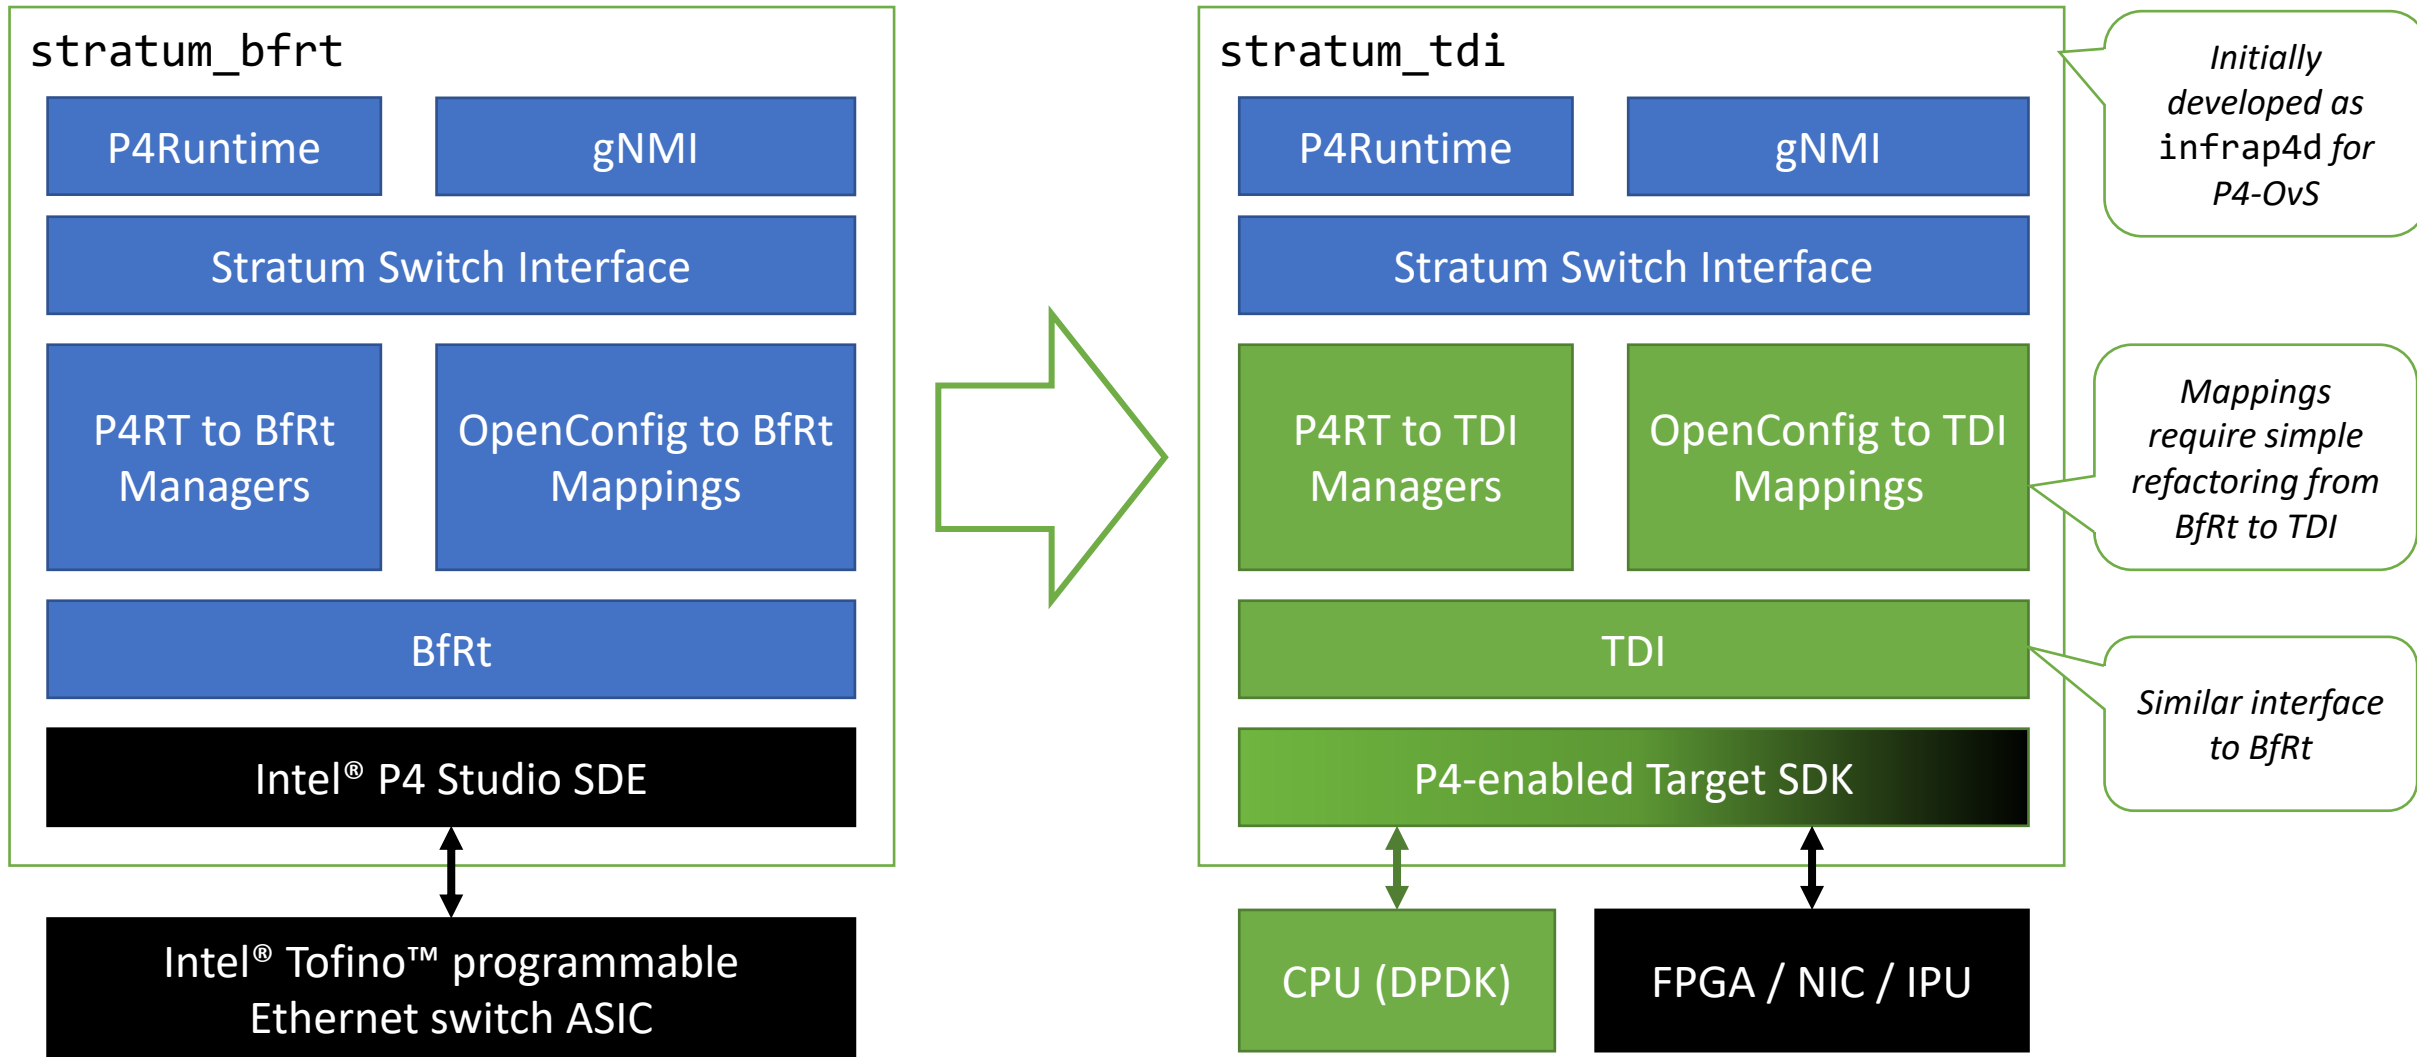 stratum_bfrt
P4Runtime
gNMI
Stratum Switch Interface
P4RT to BfRt
Managers
OpenConfig to BfRt
Mappings
BfRt
Intel® P4 Studio SDE
Intel® Tofino™ programmable
Ethernet switch ASIC
stratum_tdi
P4Runtime
gNMI
Stratum Switch Interface
P4RT to TDI
Managers
OpenConfig to TDI
Mappings
TDI
P4-enabled Target SDK
CPU (DPDK)
FPGA / NIC / IPU
Initially
developed as
infrap4d for
P4-OvS
Mappings
require simple
refactoring from
BfRt to TDI
Similar interface
to BfRt